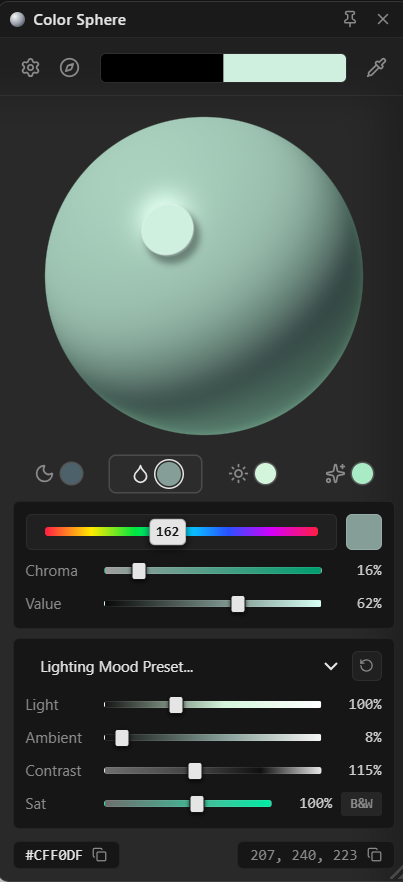 Color Sphere
162
Chroma 16%
Value 62%
Lighting Mood Preset...
Light 100%
Ambient 8%
Contrast 115%
Sat 100% B&W
#CFF0DF 207, 240, 223